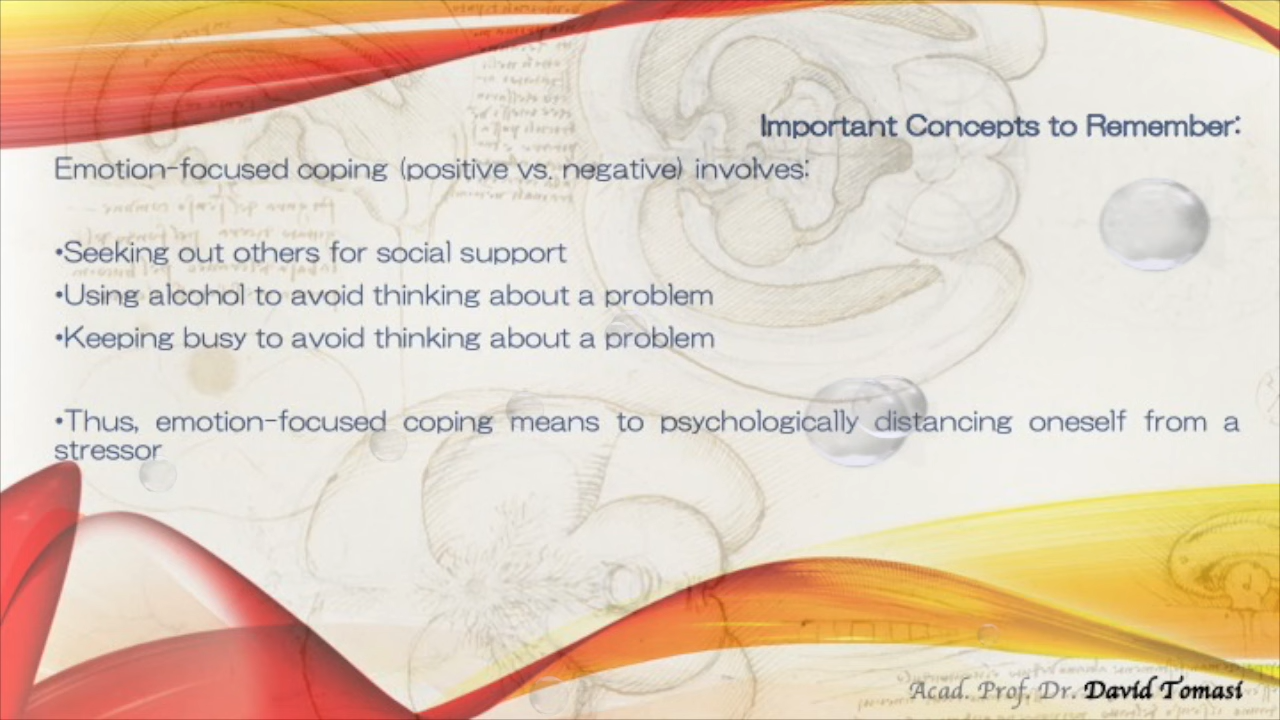 Important Concepts to Remember:
Emotion-focused coping (positive vs. negative) involves:
•Seeking out others for social support
•Using alcohol to avoid thinking about a problem
•Keeping busy to avoid thinking about a problem
•Thus, emotion-focused coping means to psychologically distancing oneself from a
stressor
Acad. Prof. Dr. David Tomasi